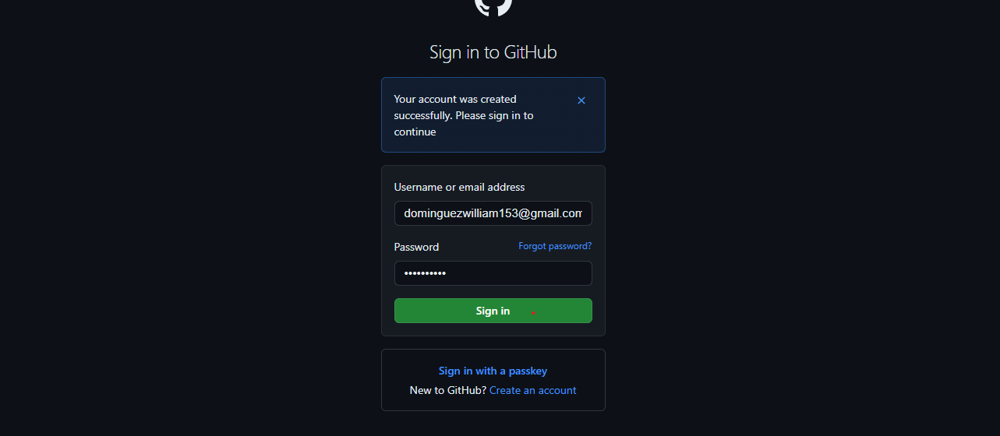 Sign in to GitHub
Your account was created
successfully. Please sign in to
continue
Username or email address
dominguezwilliam153@gmail.com
Password
Forgot password?
••••••••••
Sign in
Sign in with a passkey
New to GitHub? Create an account